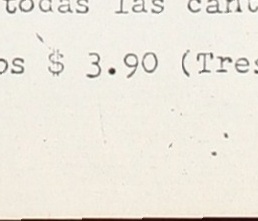 todas las cant
os $ 3.90 (Tres